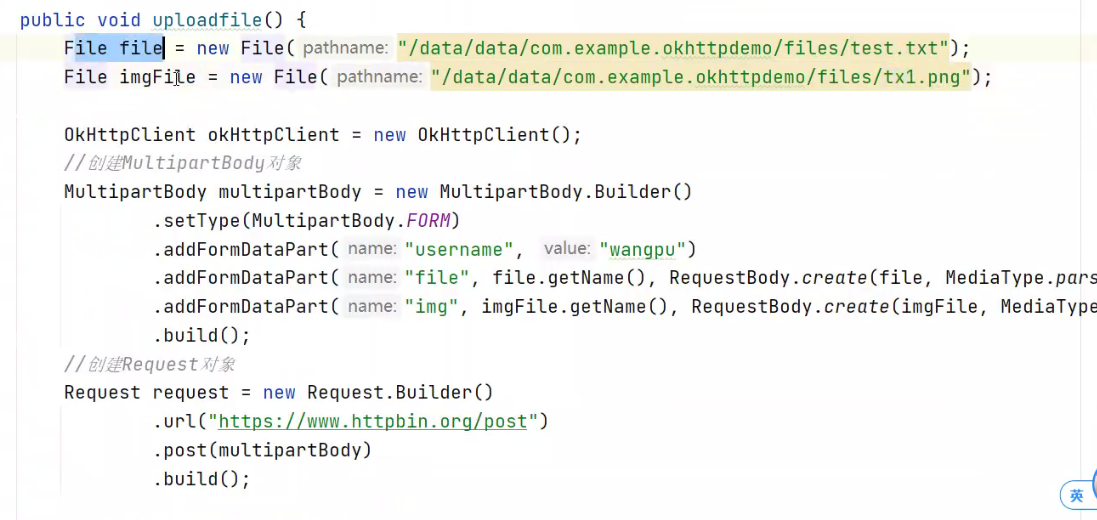 public void uploadfile() {
File file = new File( pathname: "/data/data/com.example.okhttpdemo/files/test.txt");
File imgFile = new File( pathname: "/data/data/com.example.okhttpdemo/files/tx1.png");
OkHttpClient okHttpClient = new OkHttpClient();
//创建MultipartBody对象
MultipartBody multipartBody = new MultipartBody.Builder()
.setType(MultipartBody.FORM)
.addFormDataPart( name: "username", value: "wangpu")
.addFormDataPart( name: "file", file.getName(), RequestBody.create(file, MediaType.pars
.addFormDataPart( name: "img", imgFile.getName(), RequestBody.create(imgFile, MediaType
.build();
//创建Request对象
Request request = new Request.Builder()
.url("https://www.httpbin.org/post")
.post(multipartBody)
.build();
英